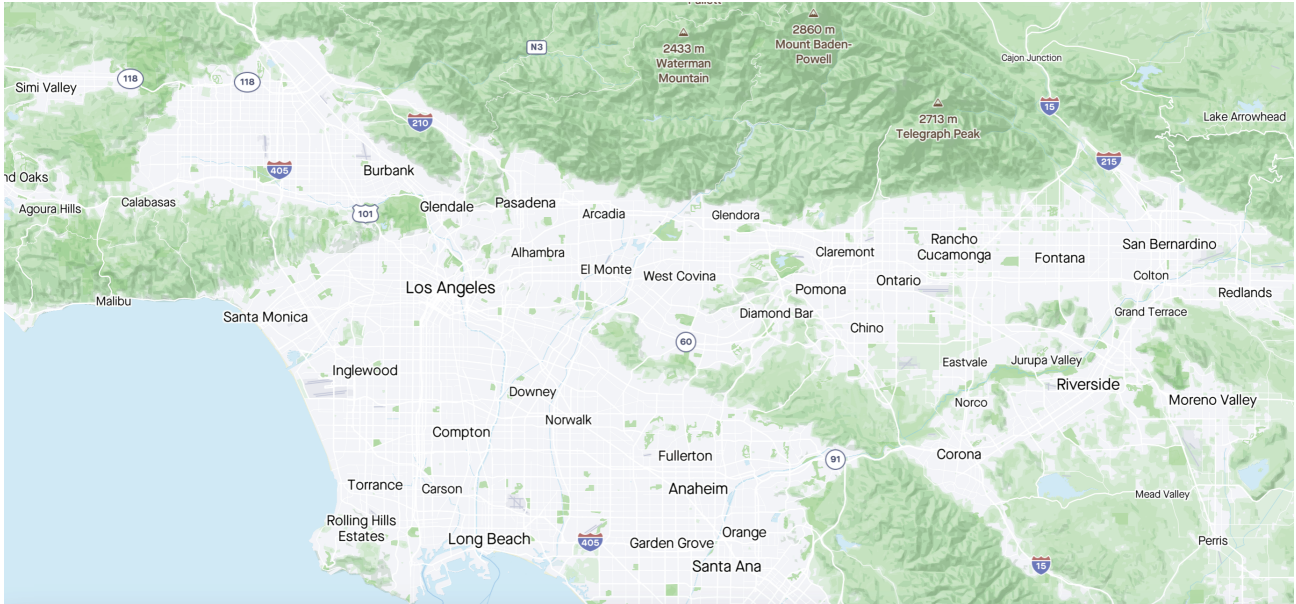 N3
2433 m
Waterman
Mountain
2860 m
Mount Baden-
Powell
Cajon Junction
118
118
Simi Valley
15
2713 m
Telegraph Peak
Lake Arrowhead
210
215
405
Burbank
nd Oaks
Agoura Hills
Calabasas
101
Glendale
Pasadena
Arcadia
Glendora
Alhambra
Claremont
Rancho
Cucamonga
Fontana
San Bernardino
El Monte
West Covina
Ontario
Colton
Los Angeles
Pomona
Redlands
Malibu
Santa Monica
Diamond Bar
Grand Terrace
Chino
60
Inglewood
Eastvale
Jurupa Valley
Riverside
Downey
Norco
Moreno Valley
Norwalk
Compton
Fullerton
91
Corona
Torrance
Carson
Anaheim
Mead Valley
Rolling Hills
Estates
Long Beach
405
Garden Grove
Orange
Perris
Santa Ana
15